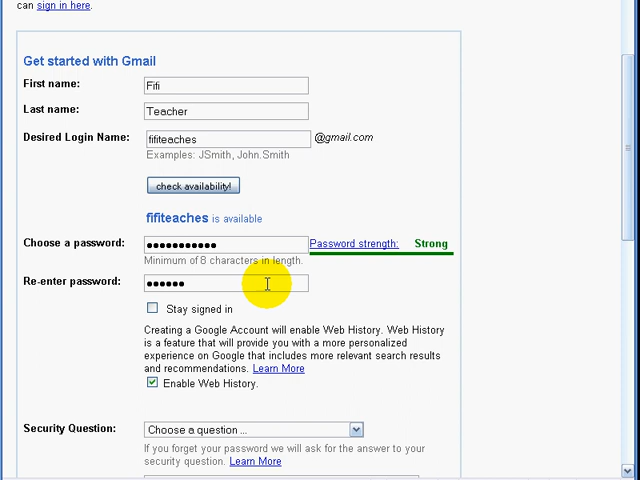 can sign in here.
Get started with Gmail
First name: Fifi
Last name: Teacher
Desired Login Name: fifiteaches @gmail.com
Examples: JSmith, John.Smith
check availability!
fifiteaches is available
Choose a password: ●●●●●●●●●●● Password strength: Strong
Minimum of 8 characters in length.
Re-enter password: ●●●●●●
Stay signed in
Creating a Google Account will enable Web History. Web History
is a feature that will provide you with a more personalized
experience on Google that includes more relevant search results
and recommendations. Learn More
Enable Web History.
Security Question: Choose a question ...
If you forget your password we will ask for the answer to your
security question. Learn More